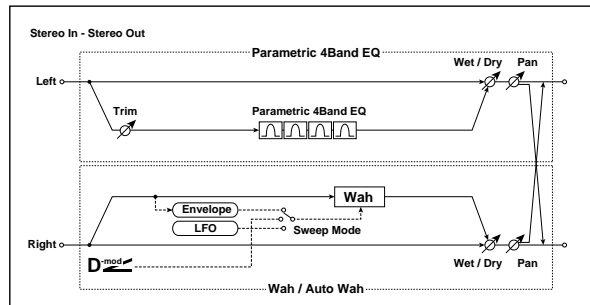 Stereo In - Stereo Out
Parametric 4Band EQ
Wet / Dry
Pan
Left
Trim
Parametric 4Band EQ
Envelope
Wah
LFO
Sweep Mode
Right
D-mod
Wet / Dry
Pan
Wah / Auto Wah